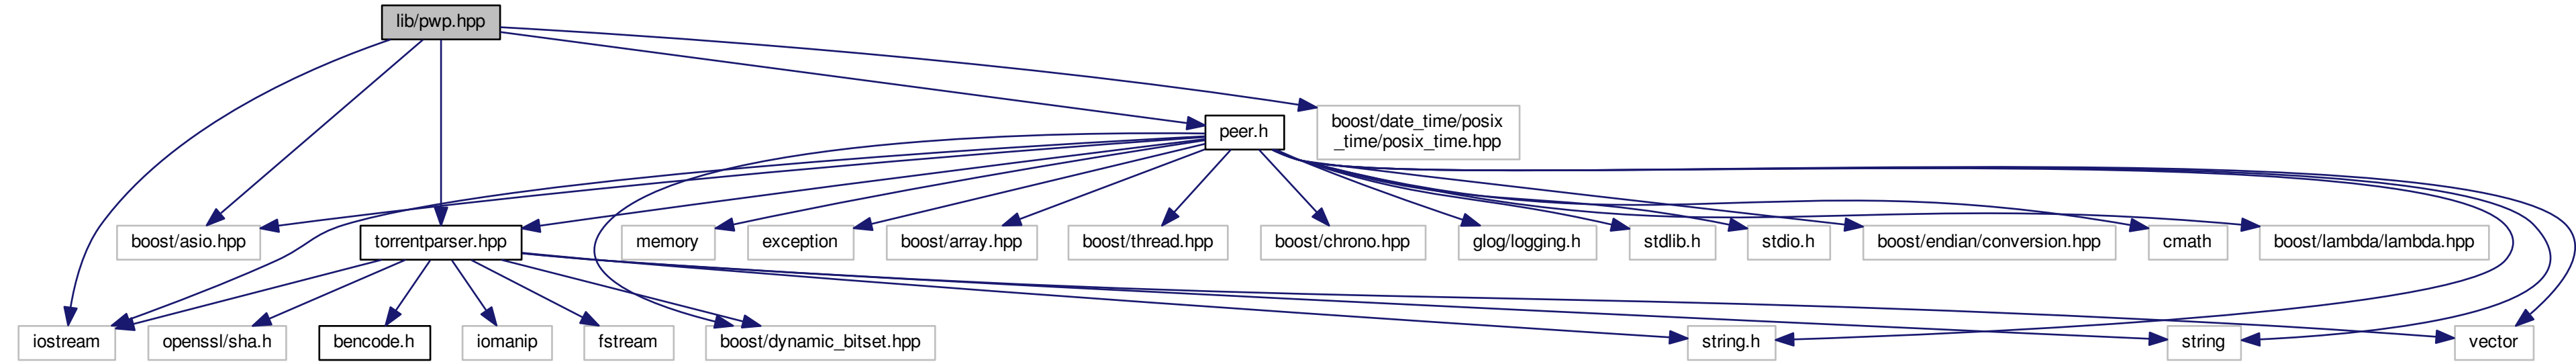 lib/pwp.hpp
boost/date_time/posix
_time/posix_time.hpp
peer.h
boost/asio.hpp
torrentparser.hpp
memory
exception
boost/array.hpp
boost/thread.hpp
boost/chrono.hpp
glog/logging.h
stdlib.h
stdio.h
boost/endian/conversion.hpp
cmath
boost/lambda/lambda.hpp
iostream
openssl/sha.h
bencode.h
iomanip
fstream
boost/dynamic_bitset.hpp
string.h
string
vector